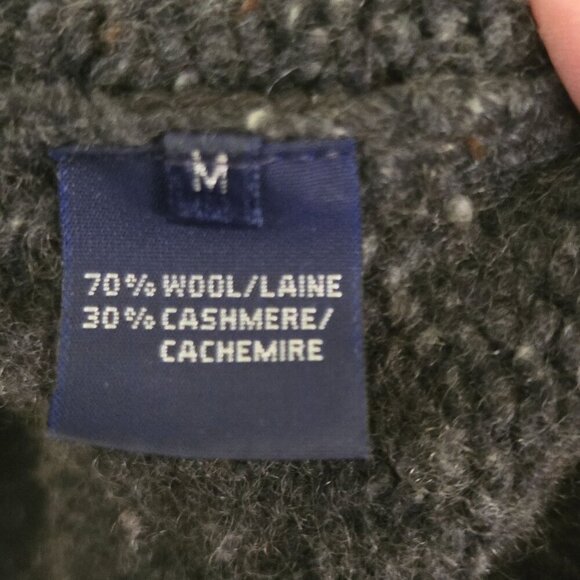 M
70% WOOL/LAINE
30% CASHMERE/
CACHEMIRE